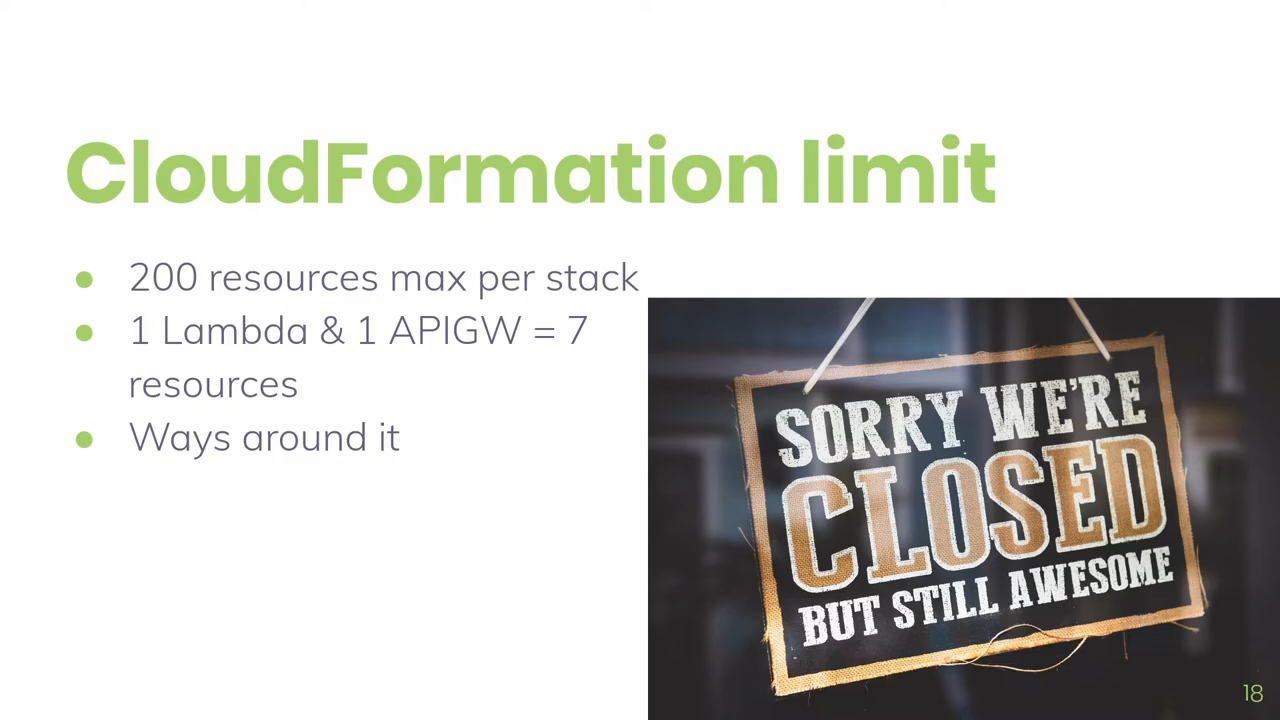 CloudFormation limit
● 200 resources max per stack
● 1 Lambda & 1 APIGW = 7
resources
● Ways around it
SORRY WE'RE
CLOSED
BUT STILL AWESOME
18